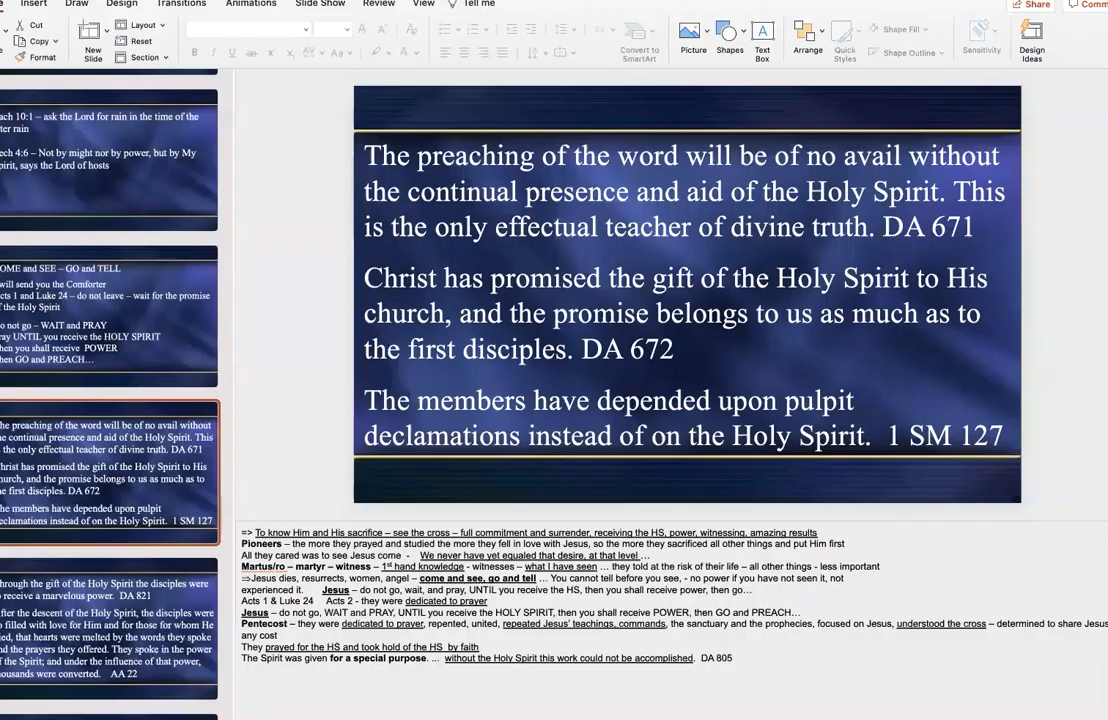 Insert Draw Design Transitions Animations Slide Show Review View Tell me
Share
Cut
Copy
Format
New
Slide
Layout
Reset
Section
Convert to
SmartArt
Picture
Shapes
Text
Box
Arrange
Quick
Styles
Shape Fill
Shape Outline
Sensitivity
Design
Ideas
10:1 – ask the Lord for rain in the time of the
rain
4:6 – Not by might nor by power, but by My
says the Lord of hosts
and SEE – GO and TELL
will send you the Comforter
1 and Luke 24 – do not leave – wait for the promise
the Holy Spirit
not go – WAIT and PRAY
UNTIL you receive the HOLY SPIRIT
you shall receive POWER
GO and PREACH…
preaching of the word will be of no avail without
continual presence and aid of the Holy Spirit. This
the only effectual teacher of divine truth. DA 671
has promised the gift of the Holy Spirit to His
and the promise belongs to us as much as to
first disciples. DA 672
members have depended upon pulpit
instead of on the Holy Spirit. 1 SM 127
the gift of the Holy Spirit the disciples were
receive a marvelous power. DA 821
the descent of the Holy Spirit, the disciples were
filled with love for Him and for those for whom He
that hearts were melted by the words they spoke
the prayers they offered. They spoke in the power
the Spirit; and under the influence of that power,
were converted. AA 22
The preaching of the word will be of no avail without
the continual presence and aid of the Holy Spirit. This
is the only effectual teacher of divine truth. DA 671
Christ has promised the gift of the Holy Spirit to His
church, and the promise belongs to us as much as to
the first disciples. DA 672
The members have depended upon pulpit
declamations instead of on the Holy Spirit. 1 SM 127
=> To know Him and His sacrifice – see the cross – full commitment and surrender, receiving the HS, power, witnessing, amazing results
Pioneers – the more they prayed and studied the more they fell in love with Jesus, so the more they sacrificed all other things and put Him first
All they cared was to see Jesus come - We never have yet equaled that desire, at that level …
Martus/ro – martyr – witness – 1st hand knowledge - witnesses – what I have seen … they told at the risk of their life – all other things - less important
⇒Jesus dies, resurrects, women, angel – come and see, go and tell … You cannot tell before you see, - no power if you have not seen it, not
experienced it. Jesus – do not go, wait, and pray, UNTIL you receive the HS, then you shall receive power, then go…
Acts 1 & Luke 24 Acts 2 - they were dedicated to prayer
Jesus – do not go, WAIT and PRAY, UNTIL you receive the HOLY SPIRIT, then you shall receive POWER, then GO and PREACH…
Pentecost – they were dedicated to prayer, repented, united, repeated Jesus' teachings, commands, the sanctuary and the prophecies, focused on Jesus, understood the cross – determined to share Jesus
any cost
They prayed for the HS and took hold of the HS by faith
The Spirit was given for a special purpose. ... without the Holy Spirit this work could not be accomplished. DA 805